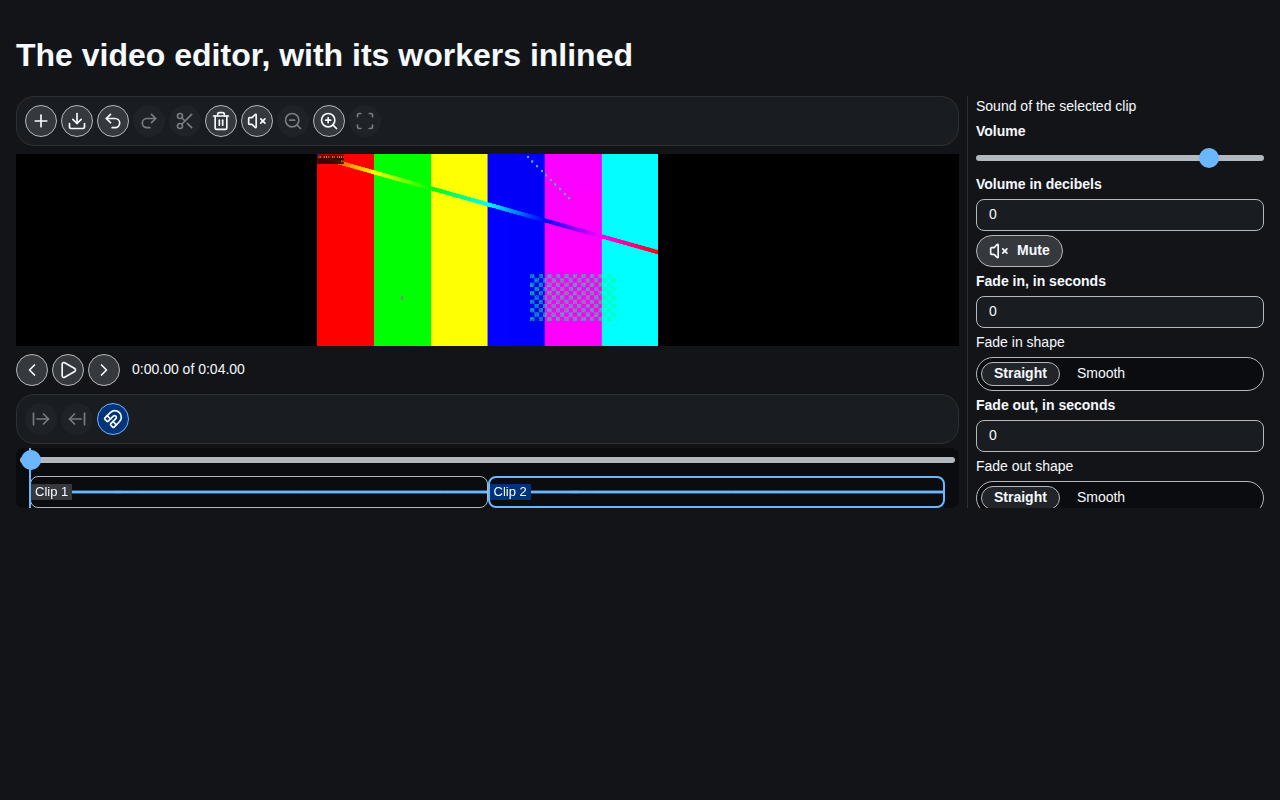 The video editor, with its workers inlined
Sound of the selected clip
Volume
Volume in decibels
0
Mute
Fade in, in seconds
0
Fade in shape
Straight Smooth
Fade out, in seconds
0
Fade out shape
Straight Smooth
0:00.00 of 0:04.00
Clip 1
Clip 2